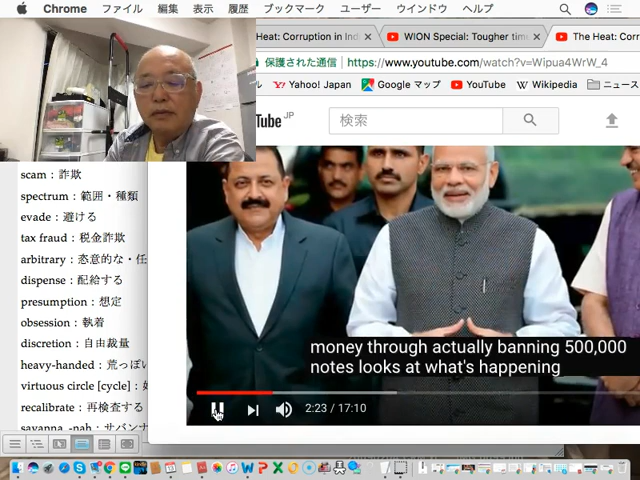 Chrome ファイル 編集 表示 履歴 ブックマーク ユーザー ウインドウ ヘルプ
Heat: Corruption in Ind
WION Special: Tougher time
The Heat: Corr
保護された通信 https://www.youtube.com/watch?v=Wipua4WrW_4
Yahoo! Japan Google マップ YouTube Wikipedia ニュース
Tube JP 検索
scam：詐欺
spectrum：範囲・種類
evade：避ける
tax fraud：税金詐欺
arbitrary：恣意的な・任
dispense：配給する
presumption：想定
obsession：執着
discretion：自由裁量
heavy-handed：荒っぽい
virtuous circle [cycle]：
recalibrate：再検査する
savanna, -nah：サバンナ
money through actually banning 500,000
notes looks at what's happening
2:23 / 17:10